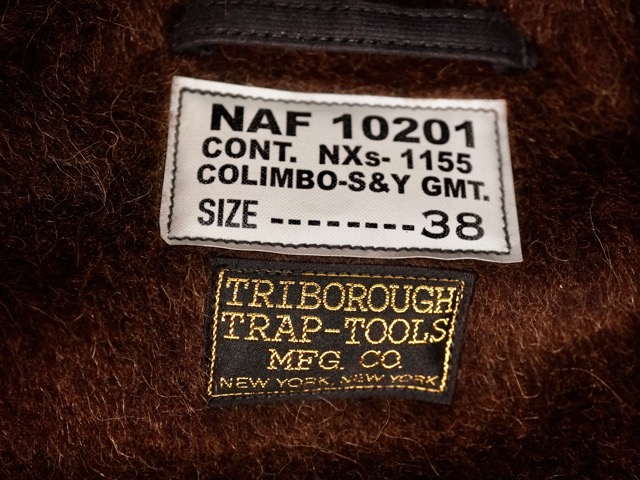 NAF 10201
CONT. NXs- 1155
COLIMBO-S&Y GMT.
SIZE ---------38
TRIBOROUGH
TRAP-TOOLS
MFG. CO.
NEW YORK, NEW YORK